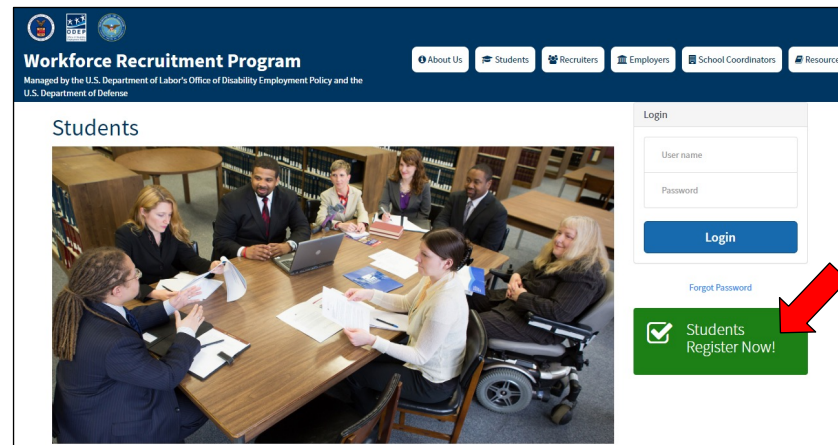 ODEP
Workforce Recruitment Program
Managed by the U.S. Department of Labor's Office of Disability Employment Policy and the
U.S. Department of Defense
About Us
Students
Recruiters
Employers
School Coordinators
Resource
Students
Login
User name
Password
Login
Forgot Password
Students
Register Now!